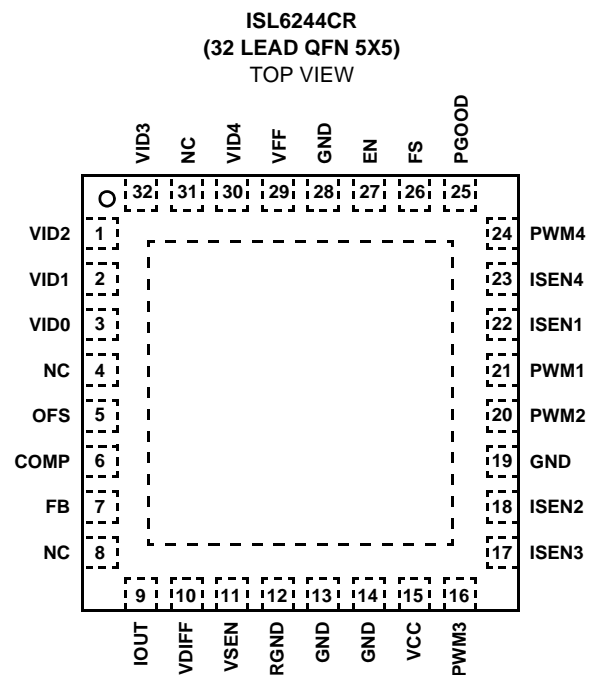 ISL6244CR
(32 LEAD QFN 5X5)
TOP VIEW
VID3 NC VID4 VFF GND EN FS PGOOD
32 31 30 29 28 27 26 25
VID2 1 24 PWM4
VID1 2 23 ISEN4
VID0 3 22 ISEN1
NC 4 21 PWM1
OFS 5 20 PWM2
COMP 6 19 GND
FB 7 18 ISEN2
NC 8 17 ISEN3
9 10 11 12 13 14 15 16
IOUT VDIFF VSEN RGND GND GND VCC PWM3